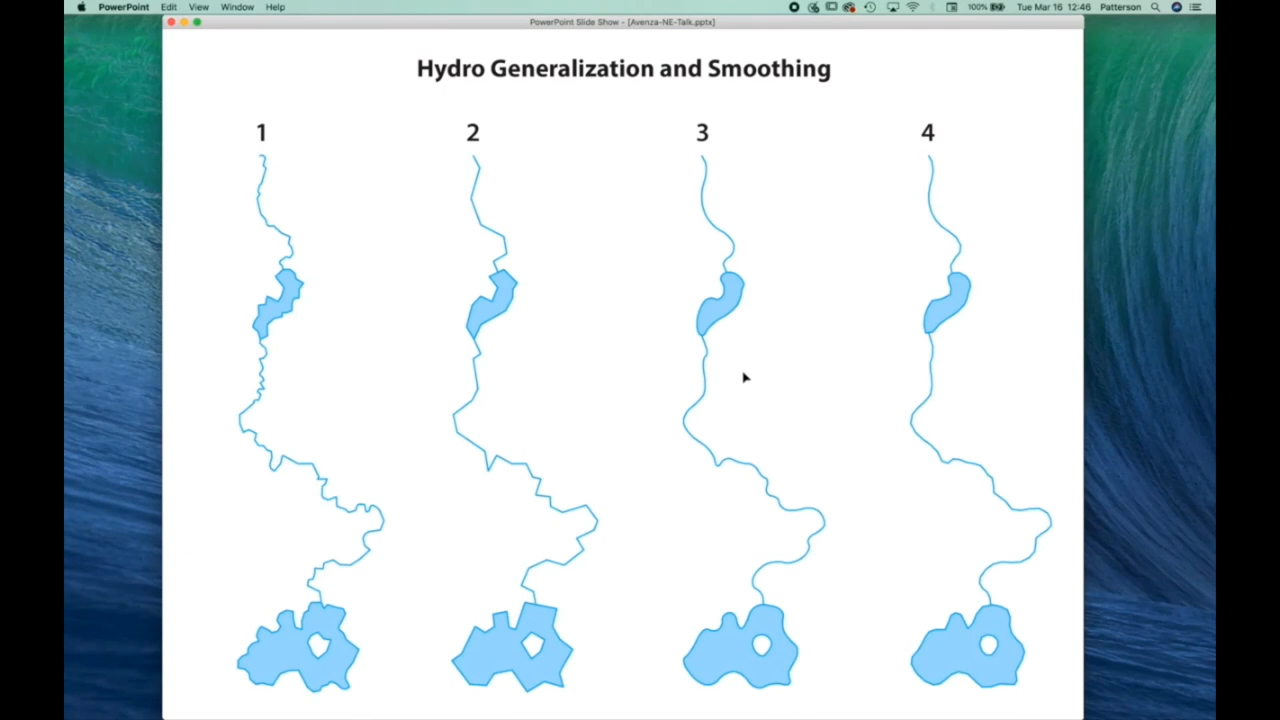 PowerPoint Edit View Window Help 100% Tue Mar 16 12:46 Patterson
PowerPoint Slide Show - [Avenza-NE-Talk.pptx]
Hydro Generalization and Smoothing
1 2 3 4